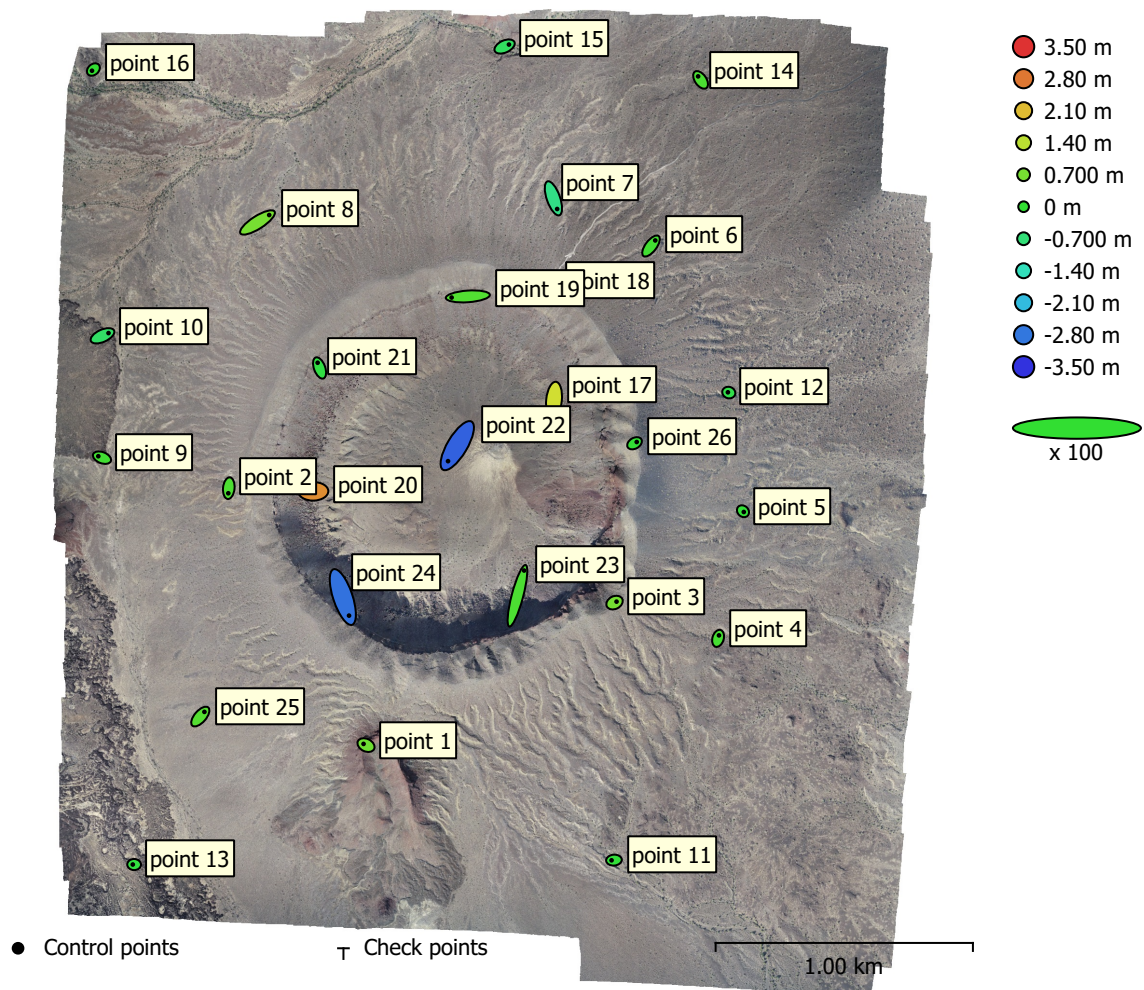 point 15
point 16
point 14
point 7
point 8
point 6
point 18
point 19
point 10
point 21
point 17
point 12
point 22
point 26
point 9
point 2
point 20
point 5
point 24
point 23
point 3
point 4
point 25
point 1
point 13
point 11
3.50 m
2.80 m
2.10 m
1.40 m
0.700 m
0 m
-0.700 m
-1.40 m
-2.10 m
-2.80 m
-3.50 m
x 100
Control points
Check points
1.00 km